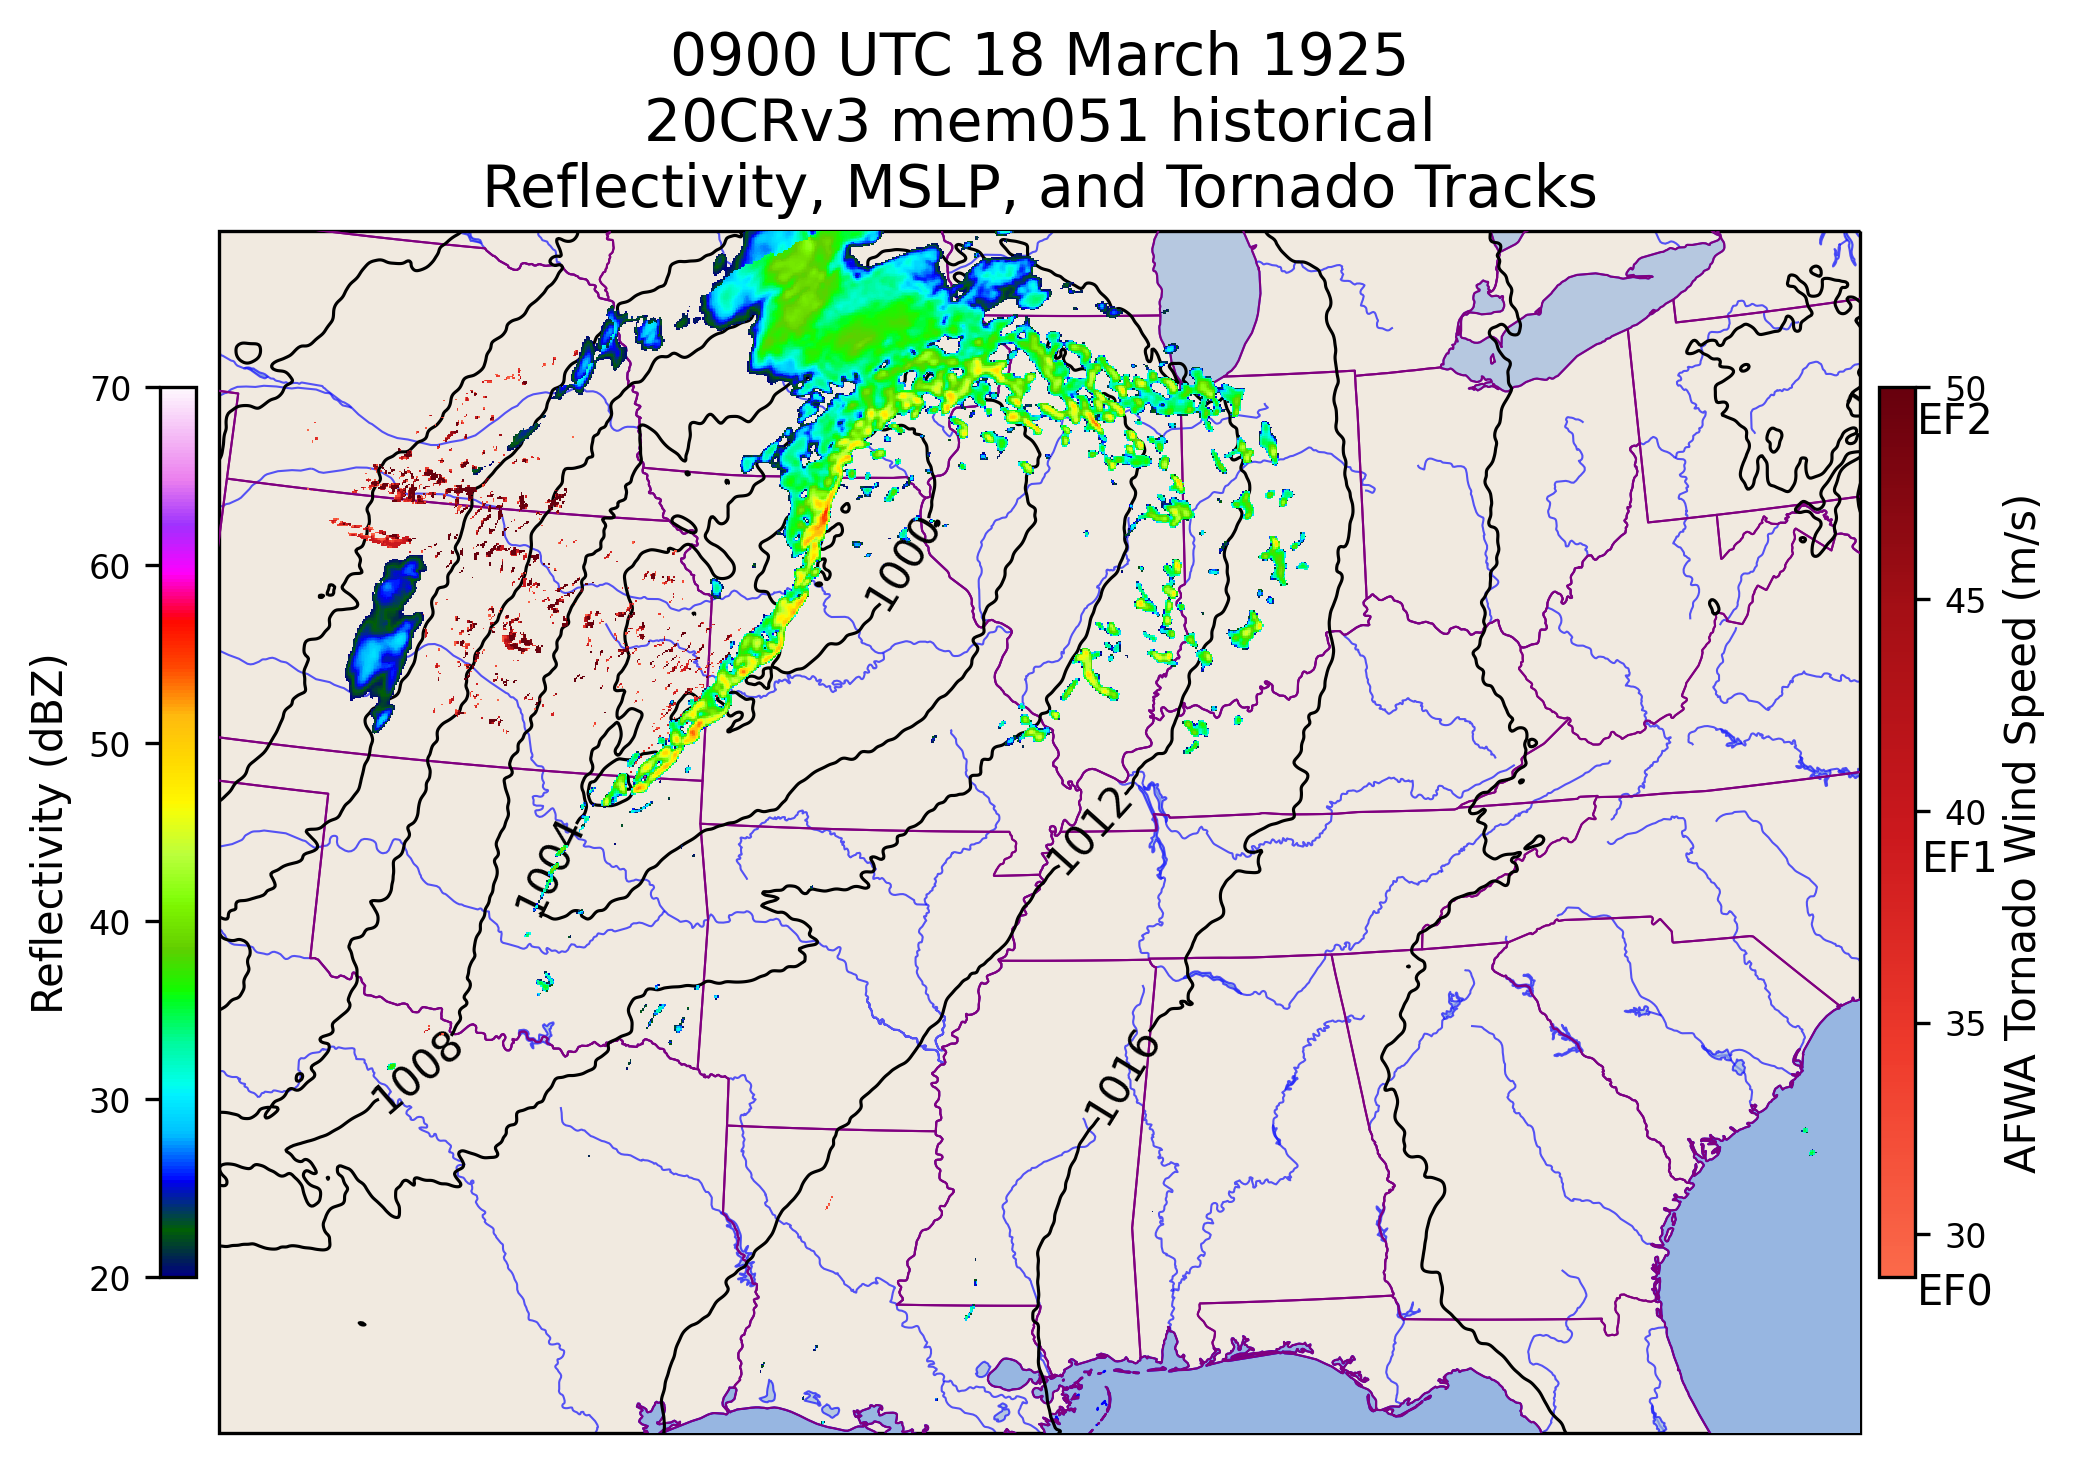 0900 UTC 18 March 1925
20CRv3 mem051 historical
Reflectivity, MSLP, and Tornado Tracks
Reflectivity (dBZ)
70
60
50
40
30
20
1000
1004
1012
1008
1016
50
EF2
45
40
EF1
35
30
EF0
AFWA Tornado Wind Speed (m/s)